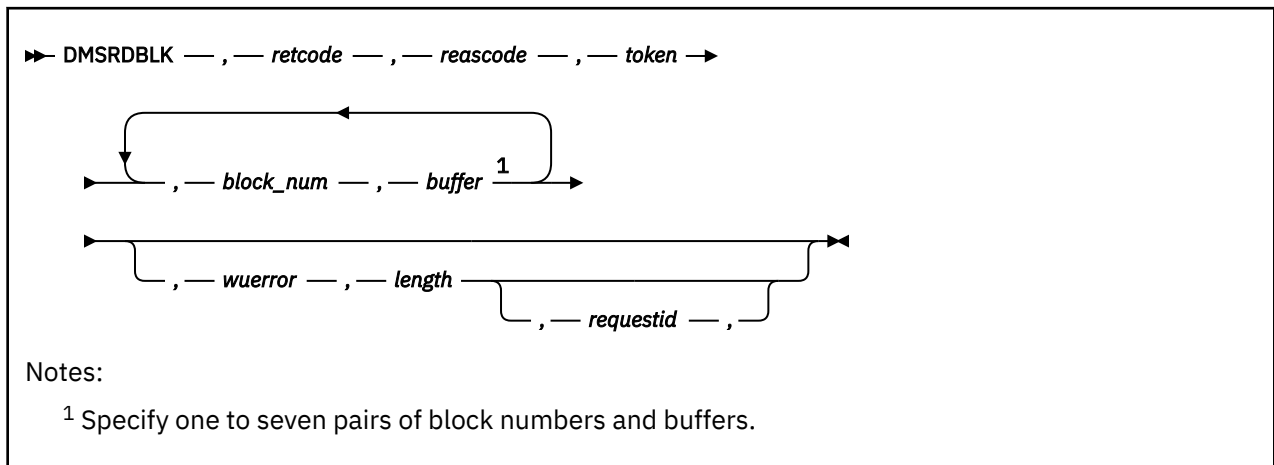 DMSRDBLK , retcode , reascode , token
, block_num , buffer 1
, wuerror , length
, requestid ,
Notes:
1 Specify one to seven pairs of block numbers and buffers.